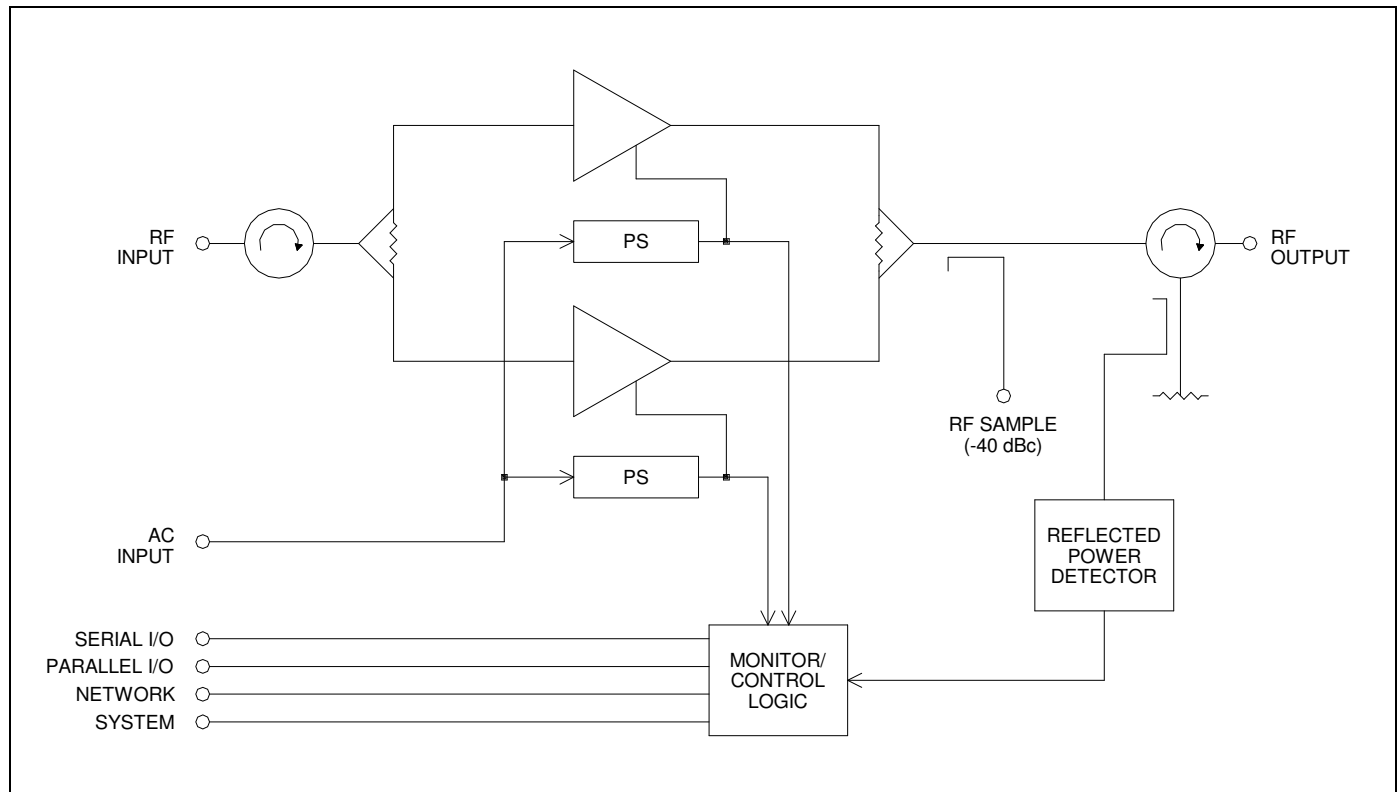 RF
INPUT
PS
RF
OUTPUT
PS
RF SAMPLE
(-40 dBc)
AC
INPUT
REFLECTED
POWER
DETECTOR
SERIAL I/O
PARALLEL I/O
NETWORK
SYSTEM
MONITOR/
CONTROL
LOGIC